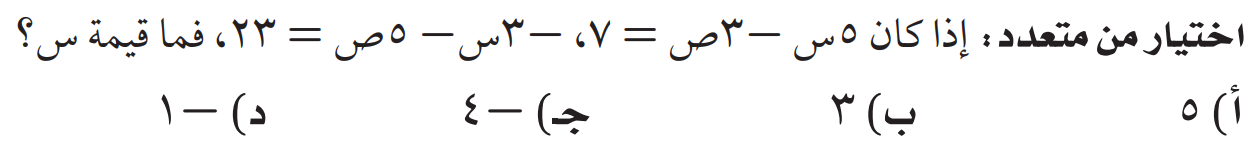 اختيار من متعدد: إذا كان ٥س − ٣ص = ٧، −٣س − ٥ص = ٢٣، فما قيمة س؟
أ) ٥ ب) ٣ جـ) −٤ د) −١